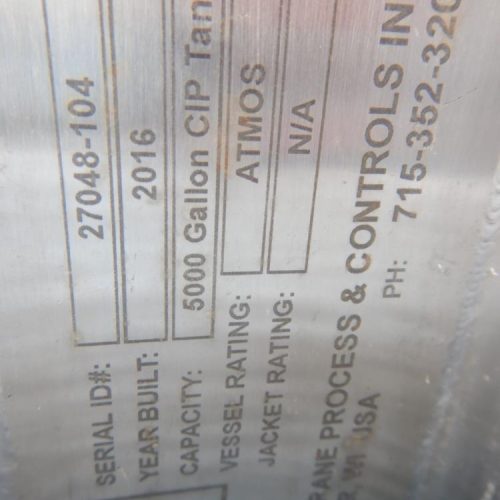 SERIAL ID#: 27048-104
YEAR BUILT: 2016
CAPACITY: 5000 Gallon CIP Tan
VESSEL RATING: ATMOS
JACKET RATING: N/A
ANE PROCESS & CONTROLS IN
USA PH: 715-352-320